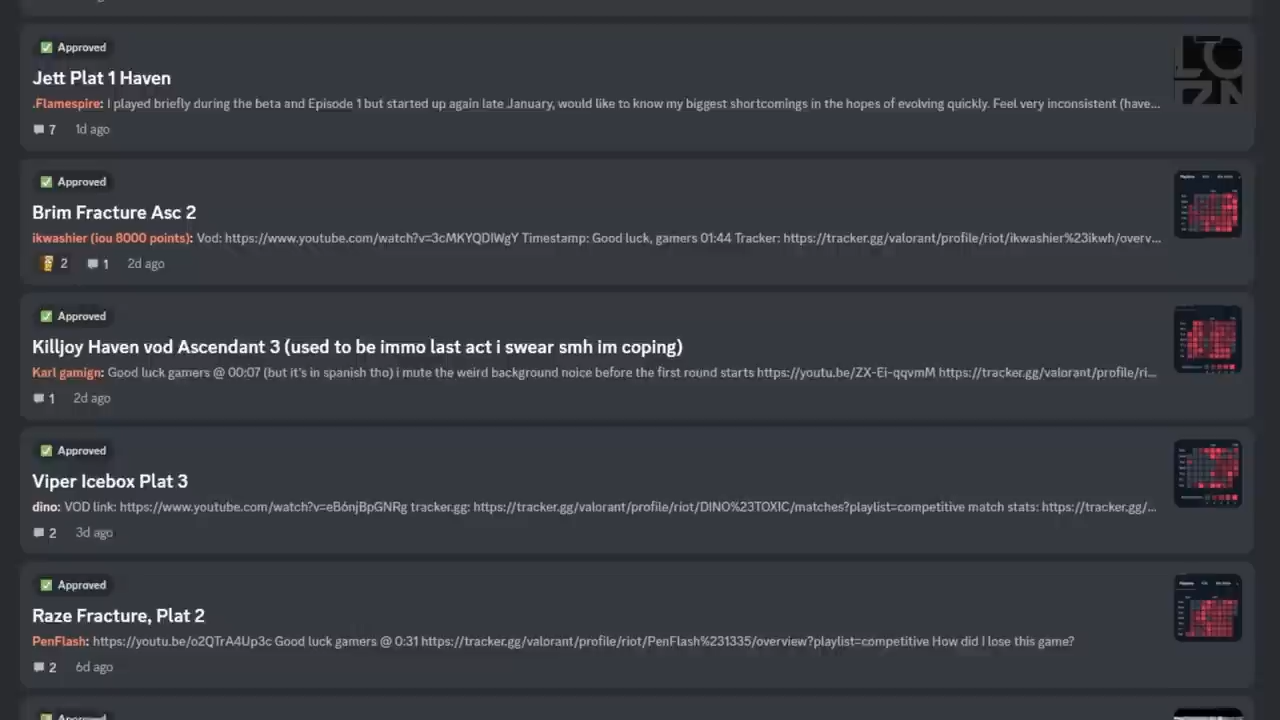 Approved
Jett Plat 1 Haven
.Flamespire: I played briefly during the beta and Episode 1 but started up again late January, would like to know my biggest shortcomings in the hopes of evolving quickly. Feel very inconsistent (have...
7 1d ago
Approved
Brim Fracture Asc 2
ikwashier (iou 8000 points): Vod: https://www.youtube.com/watch?v=3cMKYQDlWgY Timestamp: Good luck, gamers 01:44 Tracker: https://tracker.gg/valorant/profile/riot/ikwashier%23ikwh/overv...
2 1 2d ago
Approved
Killjoy Haven vod Ascendant 3 (used to be immo last act i swear smh im coping)
Karl gamign: Good luck gamers @ 00:07 (but it's in spanish tho) i mute the weird background noice before the first round starts https://youtu.be/ZX-Ei-qqvmM https://tracker.gg/valorant/profile/ri...
1 2d ago
Approved
Viper Icebox Plat 3
dino: VOD link: https://www.youtube.com/watch?v=eB6njBpGNRg tracker.gg: https://tracker.gg/valorant/profile/riot/DINO%23TOXIC/matches?playlist=competitive match stats: https://tracker.gg/...
2 3d ago
Approved
Raze Fracture, Plat 2
PenFlash: https://youtu.be/o2QTrA4Up3c Good luck gamers @ 0:31 https://tracker.gg/valorant/profile/riot/PenFlash%231335/overview?playlist=competitive How did I lose this game?
2 6d ago
Approved